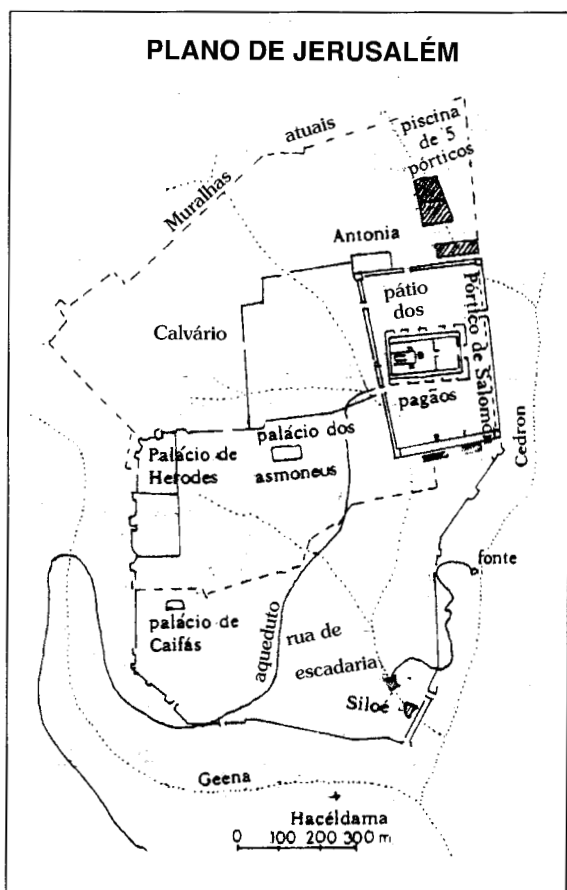 PLANO DE JERUSALÉM
atuais
piscina
de 5
pórticos
Muralhas
Antonia
pátio
dos
Pórtico de Salomão
Calvário
pagãos
Cedron
palácio dos
asmoneus
Palácio de
Herodes
fonte
palácio de
Caifás
aqueduto
rua de
escadaria
Siloé
Geena
Hacéldama
0 100 200 300 m